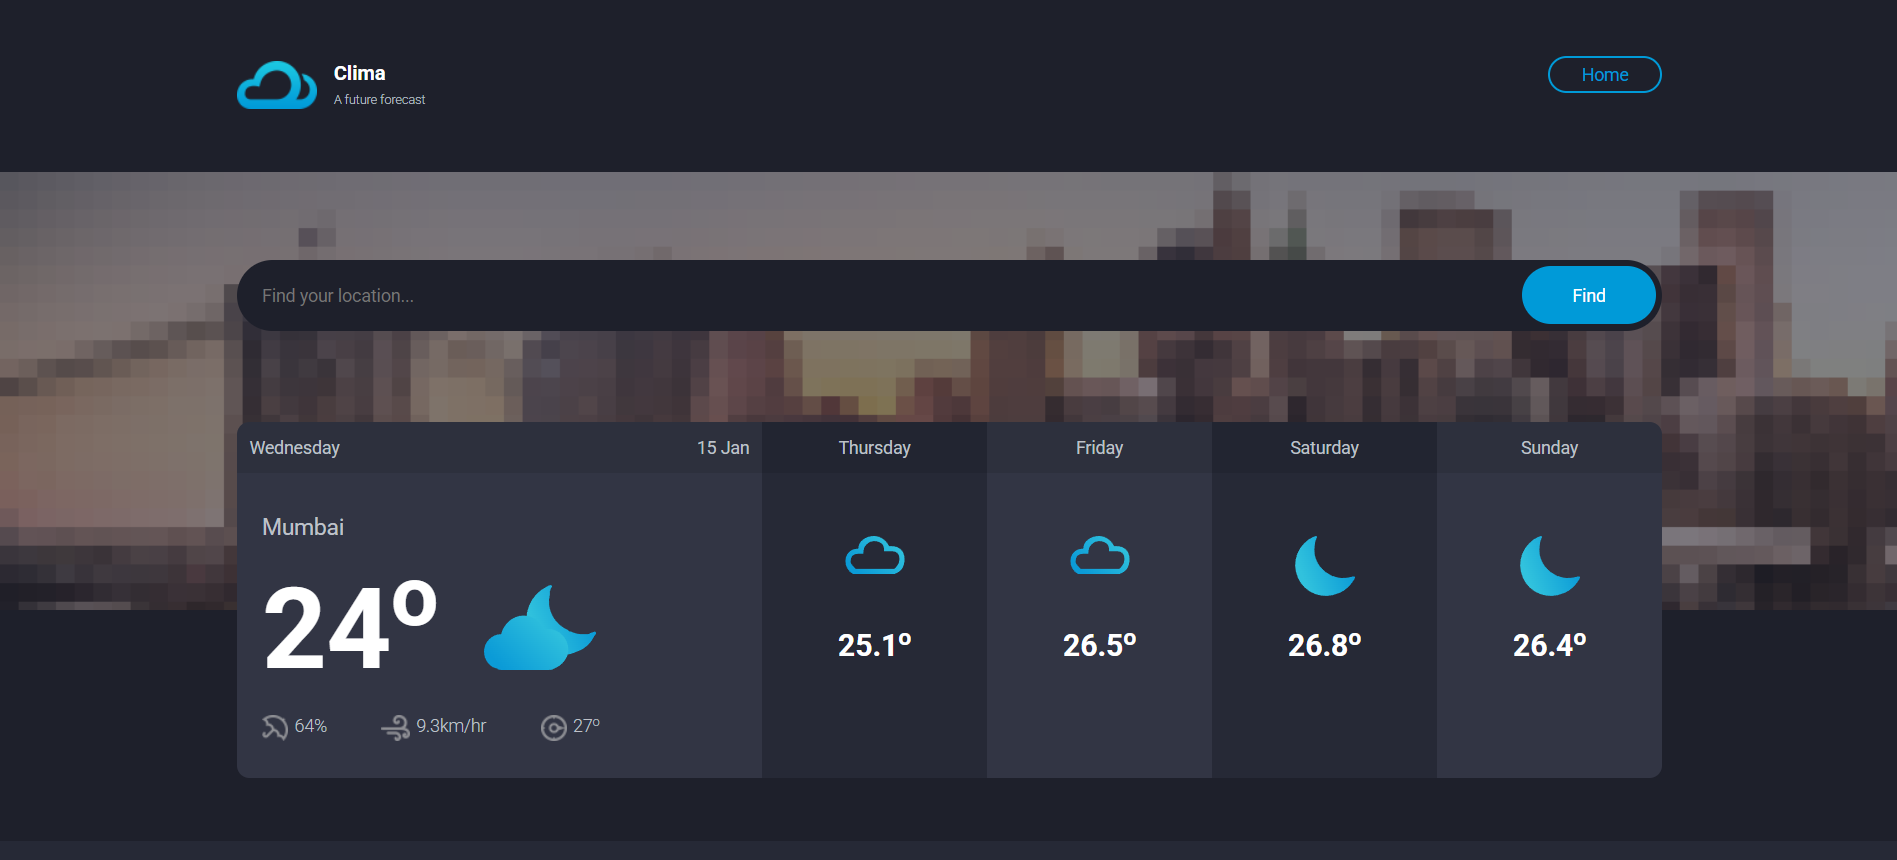 Clima
A future forecast
Home
Find your location...
Find
Wednesday 15 Jan
Thursday
Friday
Saturday
Sunday
Mumbai
24º
64%
9.3km/hr
27º
25.1º
26.5º
26.8º
26.4º